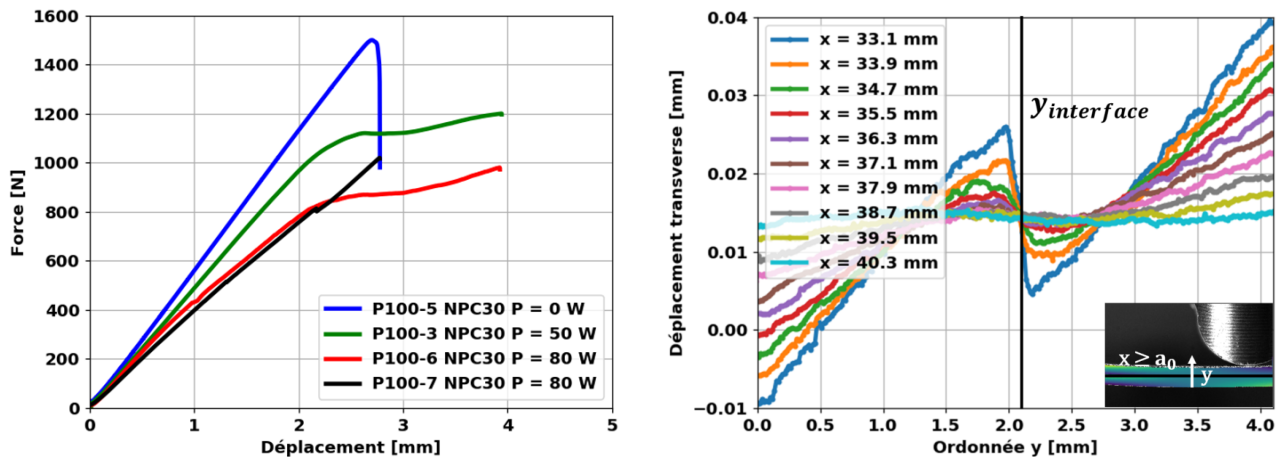 1600
1400
1200
1000
800
600
400
200
0
Force [N]
P100-5 NPC30 P = 0 W
P100-3 NPC30 P = 50 W
P100-6 NPC30 P = 80 W
P100-7 NPC30 P = 80 W
0 1 2 3 4 5
Déplacement [mm]
0.04
0.03
0.02
0.01
0.00
−0.01
Déplacement transverse [mm]
x = 33.1 mm
x = 33.9 mm
x = 34.7 mm
x = 35.5 mm
x = 36.3 mm
x = 37.1 mm
x = 37.9 mm
x = 38.7 mm
x = 39.5 mm
x = 40.3 mm
y_interface
x ≥ a₀
y
0.0 0.5 1.0 1.5 2.0 2.5 3.0 3.5 4.0
Ordonnée y [mm]